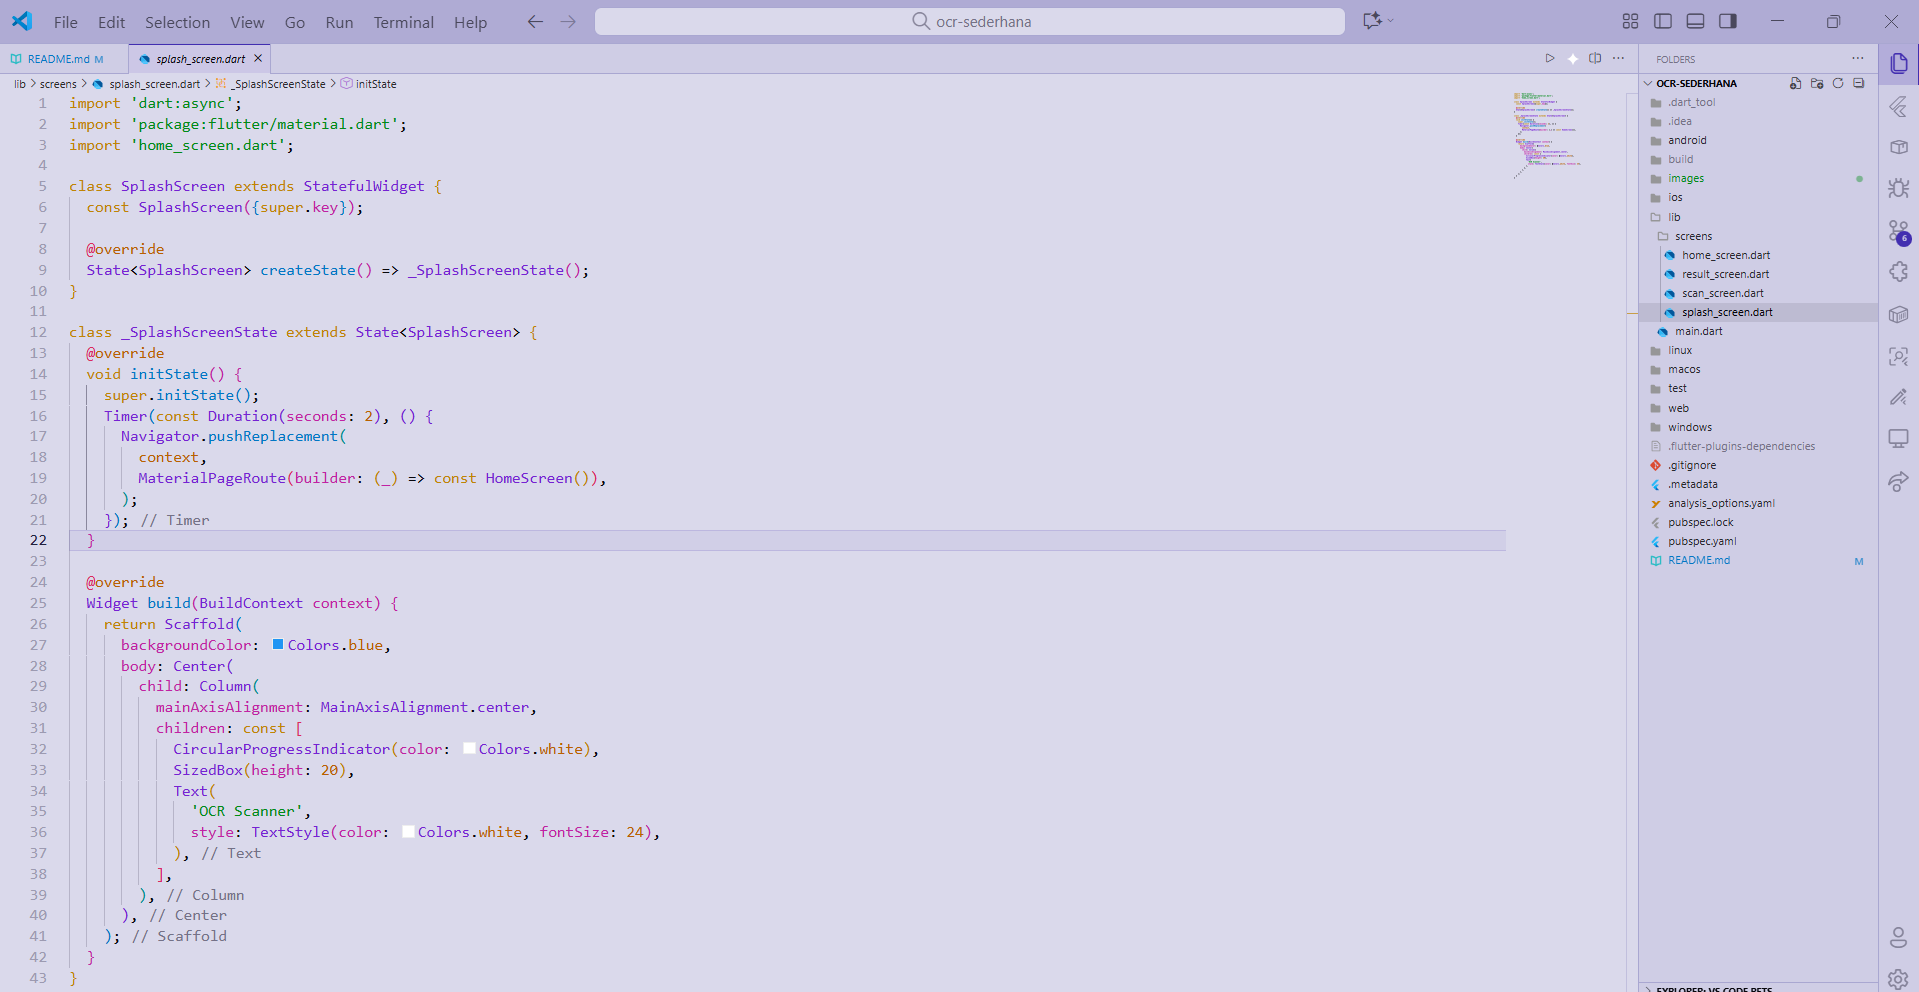 File Edit Selection View Go Run Terminal Help
ocr-sederhana
README.md M
splash_screen.dart
lib > screens > splash_screen.dart > _SplashScreenState > initState
1 import 'dart:async';
2 import 'package:flutter/material.dart';
3 import 'home_screen.dart';
4
5 class SplashScreen extends StatefulWidget {
6 const SplashScreen({super.key});
7
8 @override
9 State<SplashScreen> createState() => _SplashScreenState();
10 }
11
12 class _SplashScreenState extends State<SplashScreen> {
13 @override
14 void initState() {
15 super.initState();
16 Timer(const Duration(seconds: 2), () {
17 Navigator.pushReplacement(
18 context,
19 MaterialPageRoute(builder: (_) => const HomeScreen()),
20 );
21 }); // Timer
22 }
23
24 @override
25 Widget build(BuildContext context) {
26 return Scaffold(
27 backgroundColor: Colors.blue,
28 body: Center(
29 child: Column(
30 mainAxisAlignment: MainAxisAlignment.center,
31 children: const [
32 CircularProgressIndicator(color: Colors.white),
33 SizedBox(height: 20),
34 Text(
35 'OCR Scanner',
36 style: TextStyle(color: Colors.white, fontSize: 24),
37 ), // Text
38 ],
39 ), // Column
40 ), // Center
41 ); // Scaffold
42 }
43 }
FOLDERS
OCR-SEDERHANA
.dart_tool
.idea
android
build
images
ios
lib
screens
home_screen.dart
result_screen.dart
scan_screen.dart
splash_screen.dart
main.dart
linux
macos
test
web
windows
.flutter-plugins-dependencies
.gitignore
.metadata
analysis_options.yaml
pubspec.lock
pubspec.yaml
README.md M
EXPLORER: VS CODE PETS
6